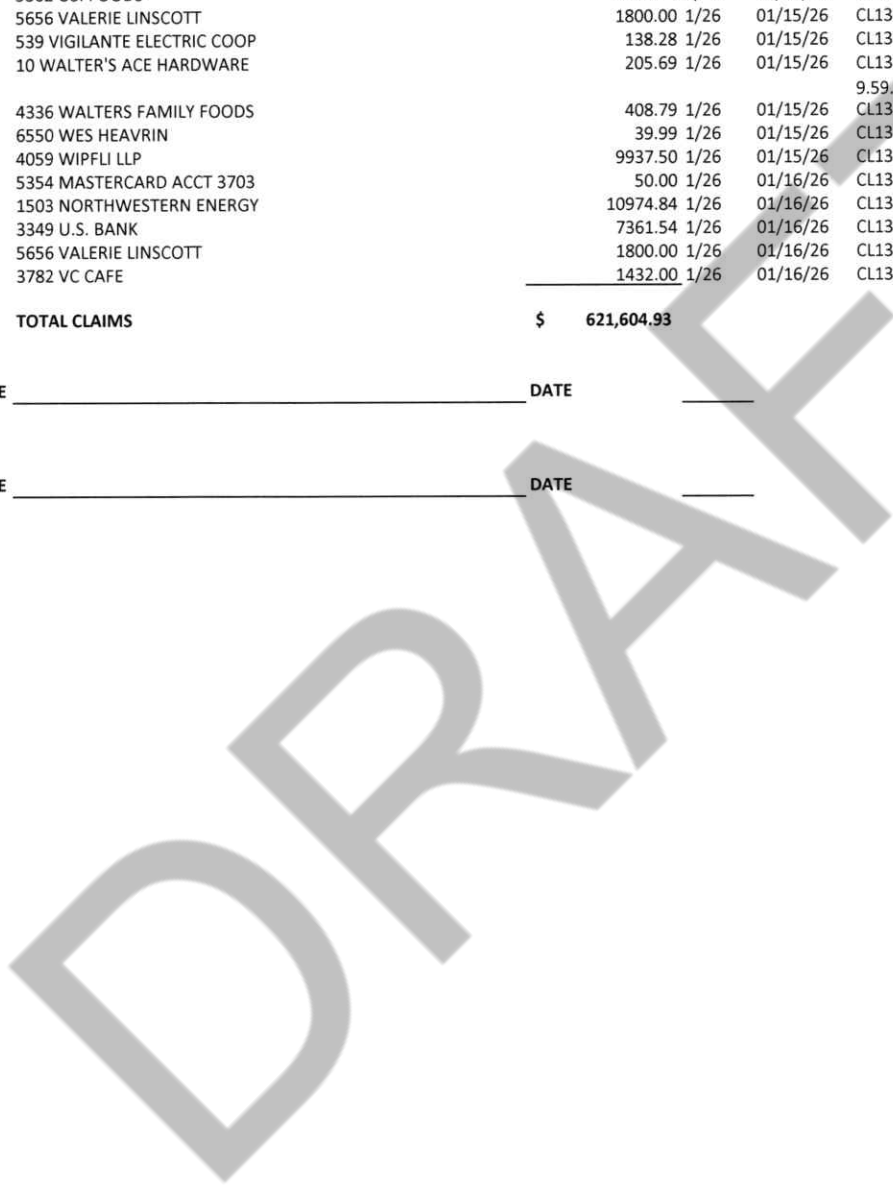 5656 VALERIE LINSCOTT 1800.00 1/26 01/15/26 CL13
539 VIGILANTE ELECTRIC COOP 138.28 1/26 01/15/26 CL13
10 WALTER'S ACE HARDWARE 205.69 1/26 01/15/26 CL13
9.59.
4336 WALTERS FAMILY FOODS 408.79 1/26 01/15/26 CL13
6550 WES HEAVRIN 39.99 1/26 01/15/26 CL13
4059 WIPFLI LLP 9937.50 1/26 01/15/26 CL13
5354 MASTERCARD ACCT 3703 50.00 1/26 01/16/26 CL13
1503 NORTHWESTERN ENERGY 10974.84 1/26 01/16/26 CL13
3349 U.S. BANK 7361.54 1/26 01/16/26 CL13
5656 VALERIE LINSCOTT 1800.00 1/26 01/16/26 CL13
3782 VC CAFE 1432.00 1/26 01/16/26 CL13
TOTAL CLAIMS $ 621,604.93
E DATE
E DATE
DRAF